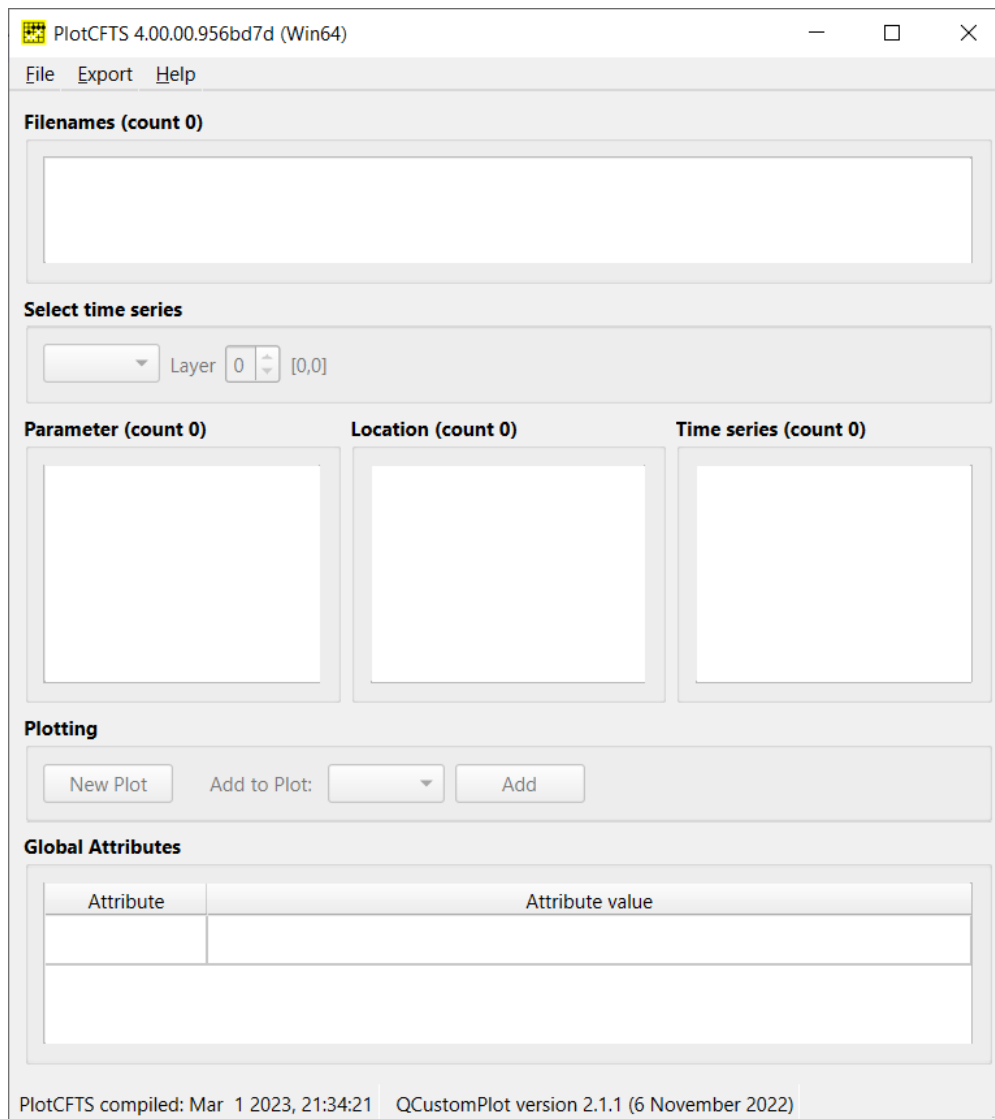 PlotCFTS 4.00.00.956bd7d (Win64)
File Export Help
Filenames (count 0)
Select time series
Layer 0 [0,0]
Parameter (count 0) Location (count 0) Time series (count 0)
Plotting
New Plot Add to Plot: Add
Global Attributes
Attribute Attribute value
PlotCFTS compiled: Mar  1 2023, 21:34:21 QCustomPlot version 2.1.1 (6 November 2022)